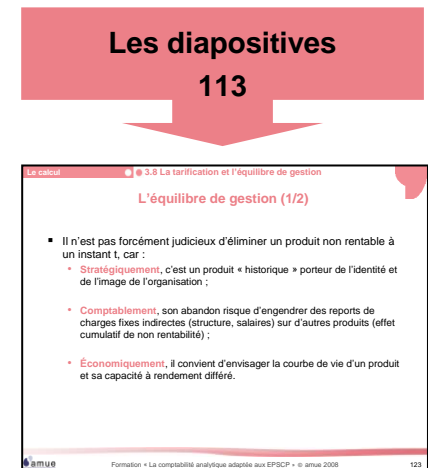 Les diapositives
113
Le calcul
3.8 La tarification et l'équilibre de gestion
L'équilibre de gestion (1/2)
Il n'est pas forcément judicieux d'éliminer un produit non rentable à
un instant t, car :
Stratégiquement, c'est un produit « historique » porteur de l'identité et
de l'image de l'organisation ;
Comptablement, son abandon risque d'engendrer des reports de
charges fixes indirectes (structure, salaires) sur d'autres produits (effet
cumulatif de non rentabilité) ;
Économiquement, il convient d'envisager la courbe de vie d'un produit
et sa capacité à rendement différé.
amue
Formation « La comptabilité analytique adaptée aux EPSCP » © amue 2008
123